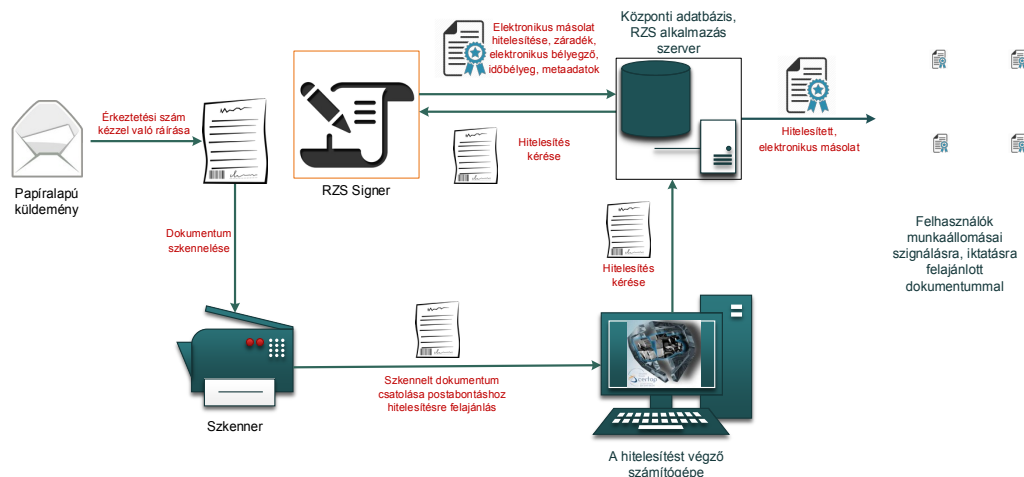 Elektronikus másolat
hitelesítése, záradék,
elektronikus bélyegző,
időbélyeg, metaadatok
Központi adatbázis,
RZS alkalmazás
szerver
Érkeztetési szám
kézzel való ráírása
Papíralapú
küldemény
RZS Signer
Hitelesítés
kérése
Hitelesített,
elektronikus másolat
Dokumentum
szkennelése
Hitelesítés
kérése
Felhasználók
munkaállomásai
szignálásra, iktatásra
felajánlott
dokumentummal
Szkenner
Szkennelt dokumentum
csatolása postabontáshoz
hitelesítésre felajánlás
certop
A hitelesítést végző
számítógépe